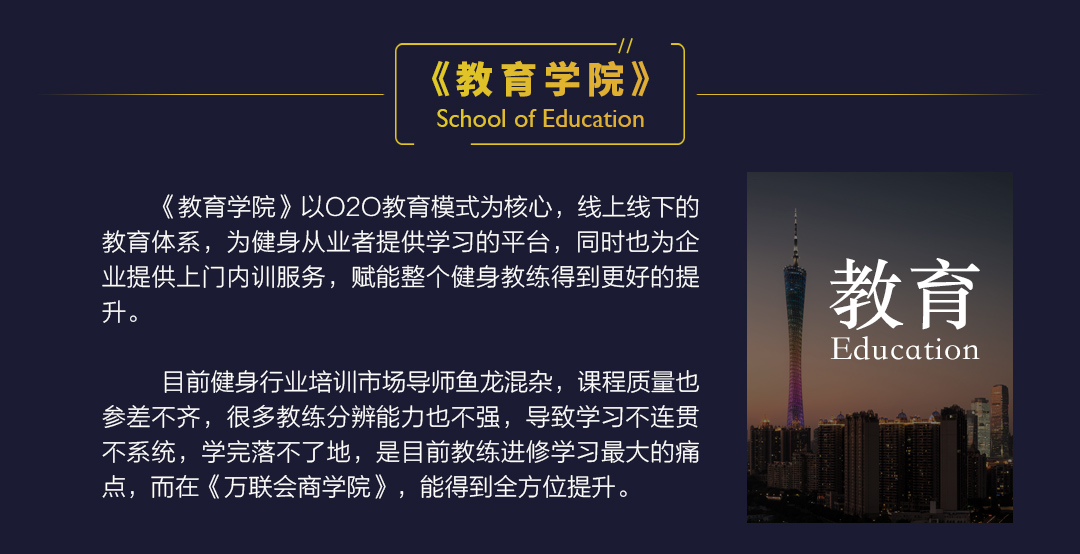 《教育学院》
School of Education
《教育学院》以O2O教育模式为核心，线上线下的
教育体系，为健身从业者提供学习的平台，同时也为企
业提供上门内训服务，赋能整个健身教练得到更好的提
升。
目前健身行业培训市场导师鱼龙混杂，课程质量也
参差不齐，很多教练分辨能力也不强，导致学习不连贯
不系统，学完落不了地，是目前教练进修学习最大的痛
点，而在《万联会商学院》，能得到全方位提升。
教育
Education